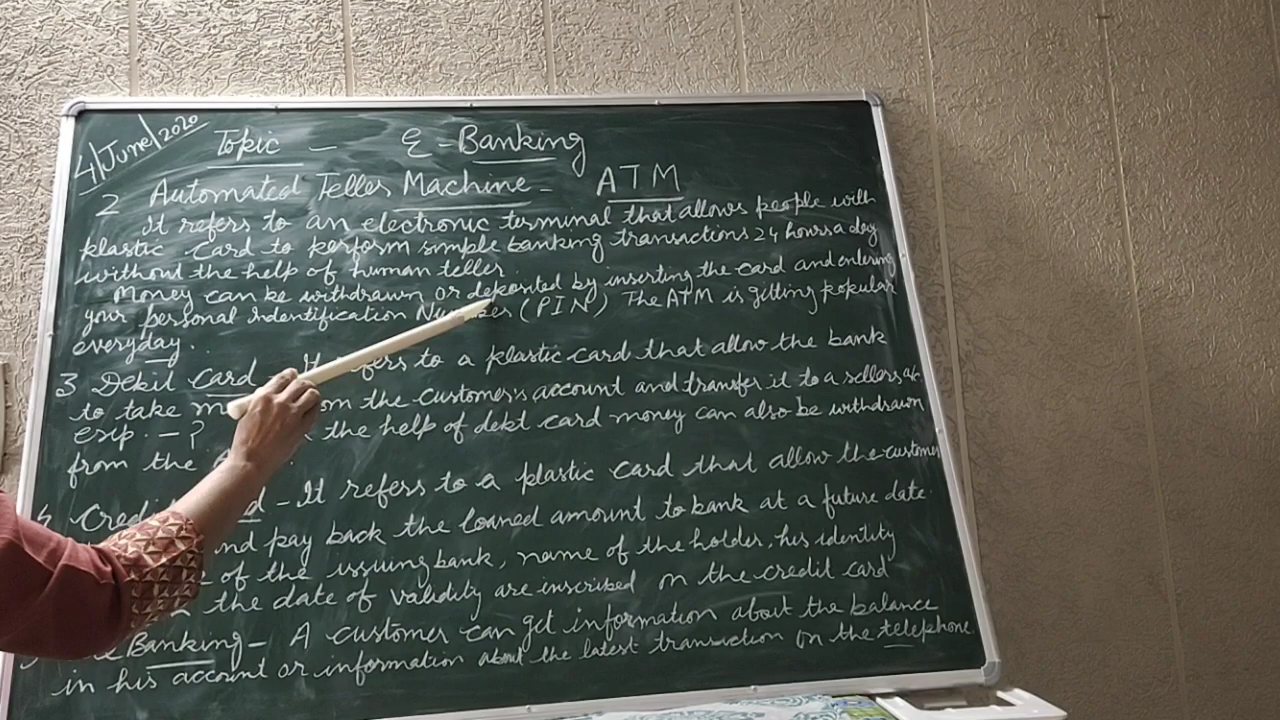 4/June/2020
Topic - E-Banking
2 Automated Teller Machine - ATM
It refers to an electronic terminal that allows people with
plastic card to perform simple banking transactions 24 hours a day
without the help of human teller.
Money can be withdrawn or deposited by inserting the card and entering
your personal indentification Number (PIN) The ATM is gitting popular
everyday.
3 Debit card - It refers to a plastic card that allow the bank
to take from the customer's account and transfer it to a sellers a/c
the help of debt card money can also be withdrawn
from the
Credit - It refers to a plastic card that allow the customer
and pay back the loaned amount to bank at a future date.
of the issuing bank, name of the holder, his identity
the date of validity are inscribed on the credit card
Banking - A customer can get information about the balance
in his account or information about the latest transaction on the telephone